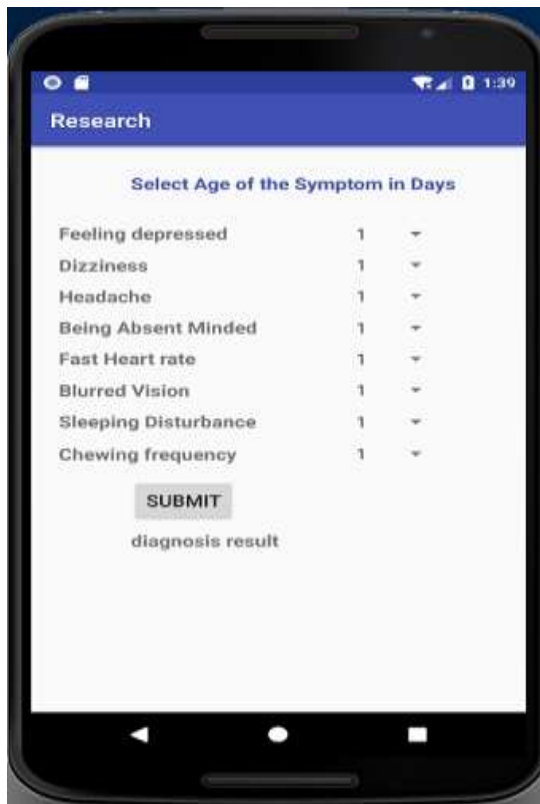 1:39
Research
Select Age of the Symptom in Days
Feeling depressed 1
Dizziness 1
Headache 1
Being Absent Minded 1
Fast Heart rate 1
Blurred Vision 1
Sleeping Disturbance 1
Chewing frequency 1
SUBMIT
diagnosis result